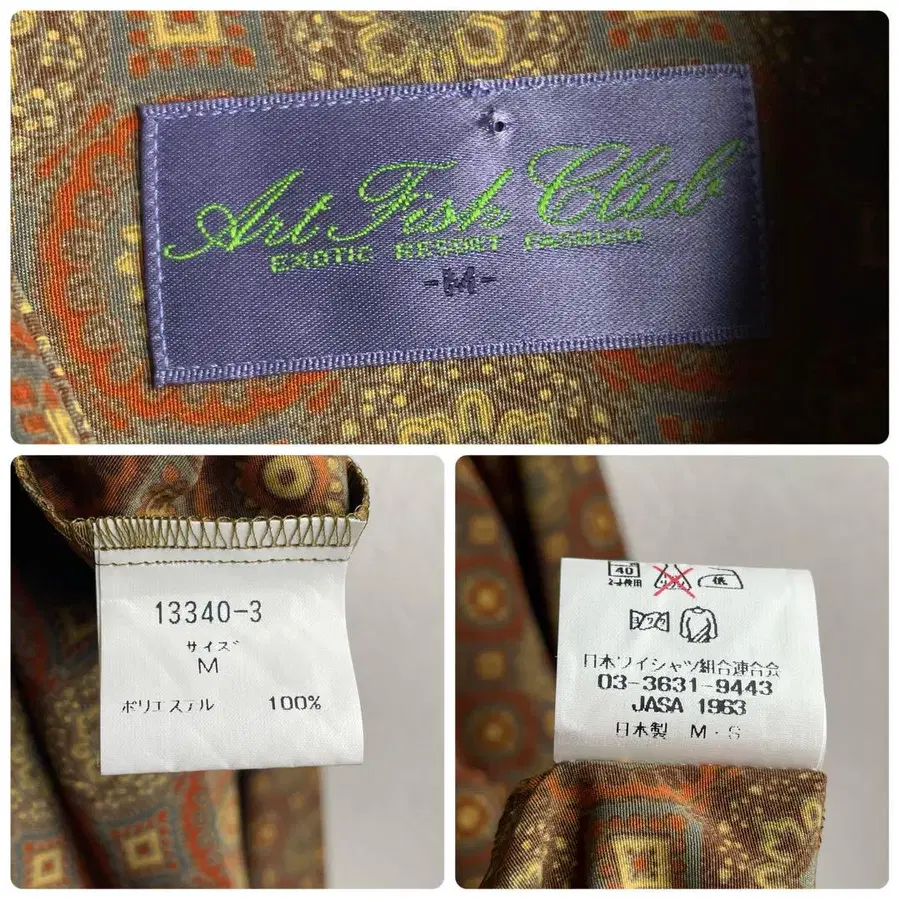 Art Fish Club
EXOTIC RESORT FASHION
-M-
13340-3
サイズ
M
ポリエステル 100%
40
低
日本ワイシャツ組合連合会
03-3631-9443
JASA 1963
日本製 M・S